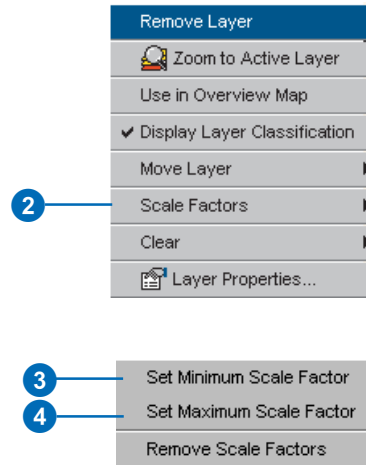 Remove Layer
Zoom to Active Layer
Use in Overview Map
Display Layer Classification
Move Layer
2 Scale Factors
Clear
Layer Properties...
3 Set Minimum Scale Factor
4 Set Maximum Scale Factor
Remove Scale Factors